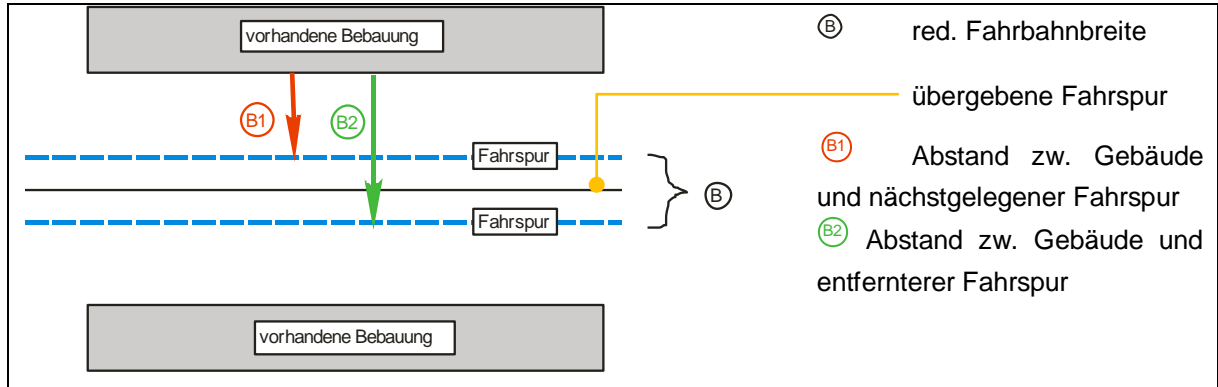 vorhandene Bebauung
B1
B2
Fahrspur
Fahrspur
B
vorhandene Bebauung
B red. Fahrbahnbreite
übergebene Fahrspur
B1 Abstand zw. Gebäude
und nächstgelegener Fahrspur
B2 Abstand zw. Gebäude und
entfernterer Fahrspur